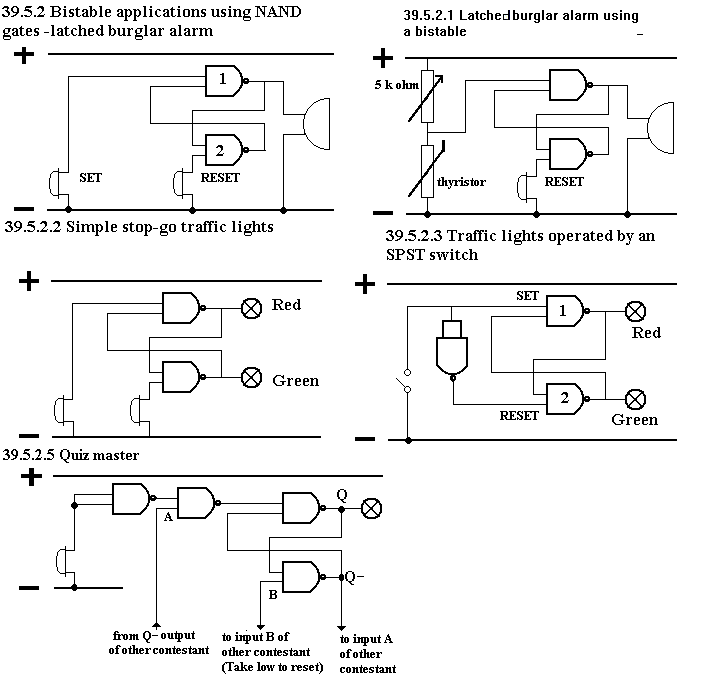 39.5.2 Bistable applications using NAND
gates -latched burglar alarm
+
1
2
SET
RESET
–
39.5.2.1 Latched burglar alarm using
a bistable
–
+
5 k ohm
thyristor
RESET
–
39.5.2.2 Simple stop-go traffic lights
+
Red
Green
–
39.5.2.3 Traffic lights operated by an
SPST switch
+
SET
1
Red
2
RESET
Green
–
39.5.2.5 Quiz master
+
A
Q
Q–
B
–
from Q– output
of other contestant
to input B of
other contestant
(Take low to reset)
to input A
of other
contestant